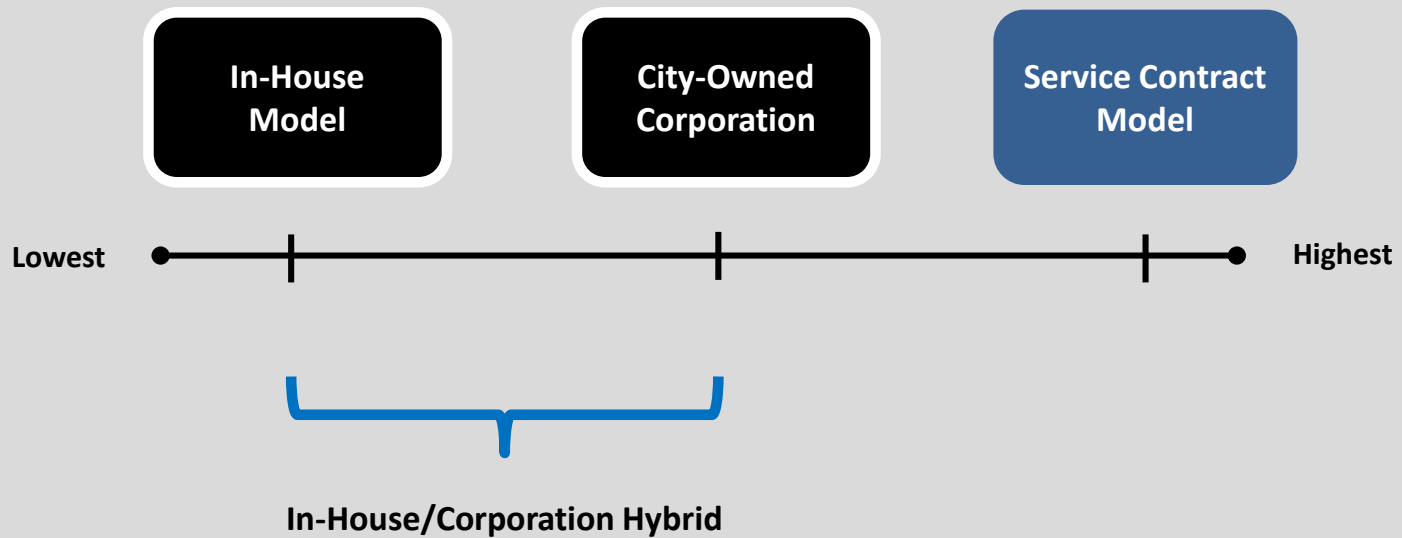 In-House
Model
City-Owned
Corporation
Service Contract
Model
Lowest
Highest
In-House/Corporation Hybrid